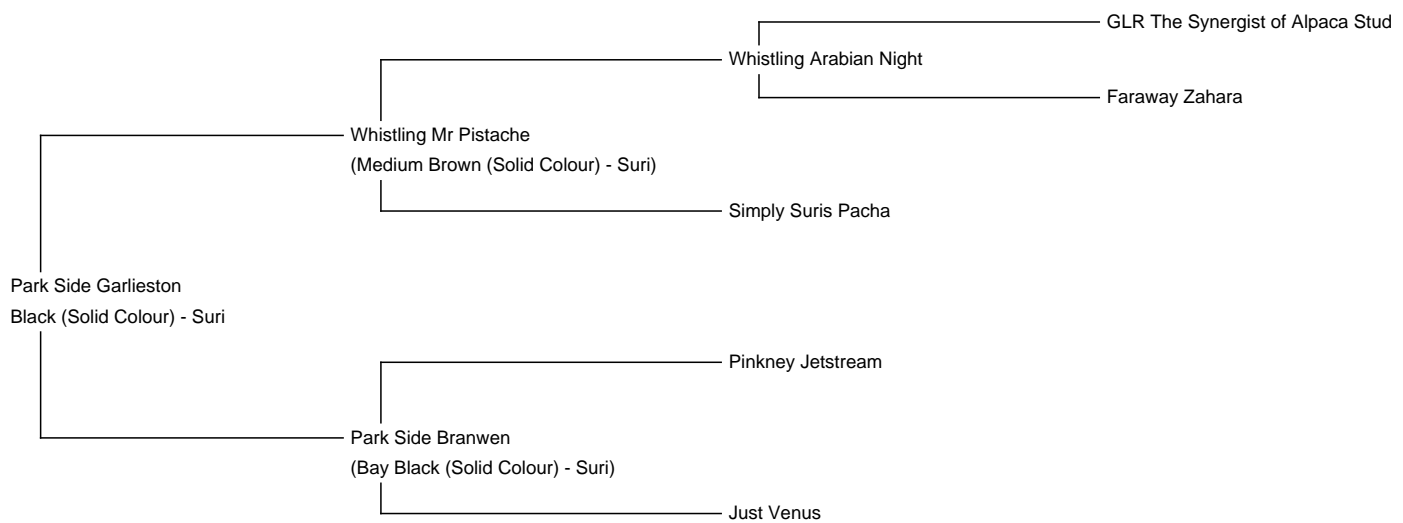 GLR The Synergist of Alpaca Stud
Whistling Arabian Night
Faraway Zahara
Whistling Mr Pistache
(Medium Brown (Solid Colour) - Suri)
Simply Suris Pacha
Park Side Garlieston
Black (Solid Colour) - Suri
Pinkney Jetstream
Park Side Branwen
(Bay Black (Solid Colour) - Suri)
Just Venus